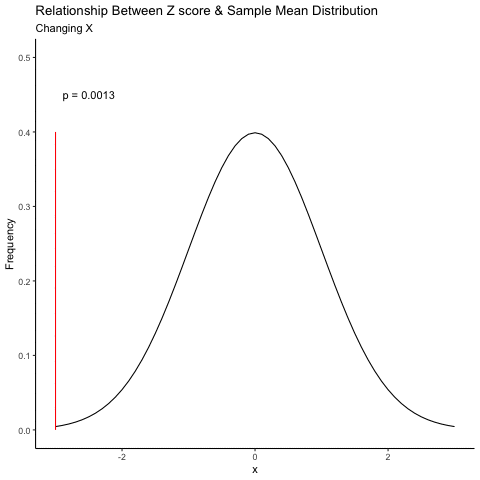 Relationship Between Z score & Sample Mean Distribution
Changing X
0.5
p = 0.0013
0.4
0.3
0.2
0.1
0.0
Frequency
-2 0 2
x